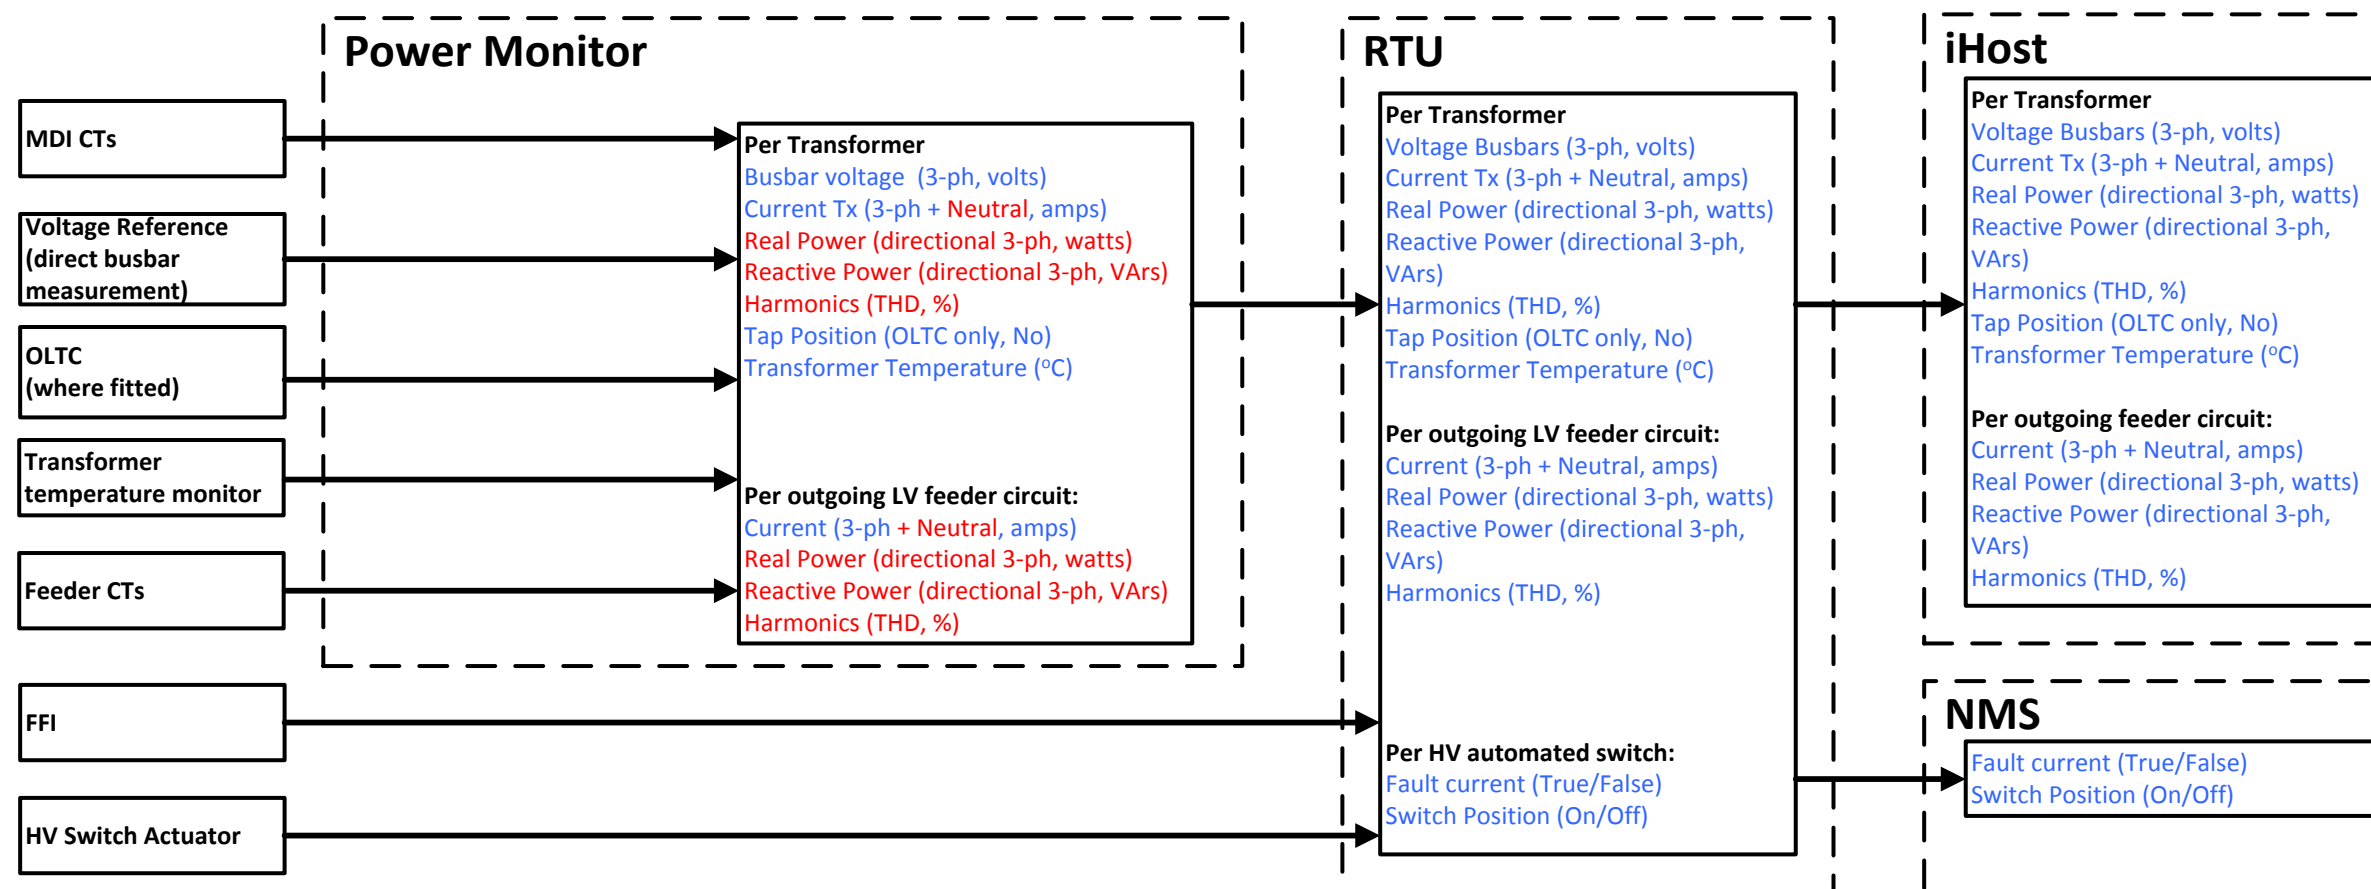 Power Monitor
RTU
iHost
MDI CTs
Voltage Reference
(direct busbar
measurement)
OLTC
(where fitted)
Transformer
temperature monitor
Feeder CTs
FFI
HV Switch Actuator
Per Transformer
Busbar voltage (3-ph, volts)
Current Tx (3-ph + Neutral, amps)
Real Power (directional 3-ph, watts)
Reactive Power (directional 3-ph, VArs)
Harmonics (THD, %)
Tap Position (OLTC only, No)
Transformer Temperature (°C)
Per outgoing LV feeder circuit:
Current (3-ph + Neutral, amps)
Real Power (directional 3-ph, watts)
Reactive Power (directional 3-ph, VArs)
Harmonics (THD, %)
Per Transformer
Voltage Busbars (3-ph, volts)
Current Tx (3-ph + Neutral, amps)
Real Power (directional 3-ph, watts)
Reactive Power (directional 3-ph,
VArs)
Harmonics (THD, %)
Tap Position (OLTC only, No)
Transformer Temperature (°C)
Per outgoing LV feeder circuit:
Current (3-ph + Neutral, amps)
Real Power (directional 3-ph, watts)
Reactive Power (directional 3-ph,
VArs)
Harmonics (THD, %)
Per HV automated switch:
Fault current (True/False)
Switch Position (On/Off)
Per Transformer
Voltage Busbars (3-ph, volts)
Current Tx (3-ph + Neutral, amps)
Real Power (directional 3-ph, watts)
Reactive Power (directional 3-ph,
VArs)
Harmonics (THD, %)
Tap Position (OLTC only, No)
Transformer Temperature (°C)
Per outgoing feeder circuit:
Current (3-ph + Neutral, amps)
Real Power (directional 3-ph, watts)
Reactive Power (directional 3-ph,
VArs)
Harmonics (THD, %)
NMS
Fault current (True/False)
Switch Position (On/Off)